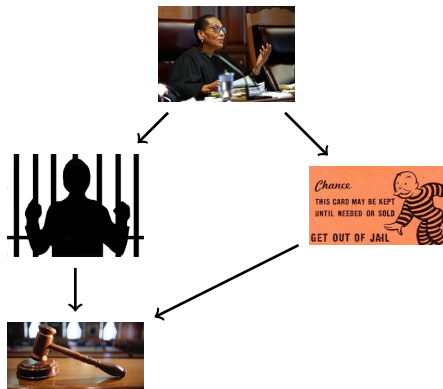 Chance
THIS CARD MAY BE KEPT
UNTIL NEEDED OR SOLD
GET OUT OF JAIL